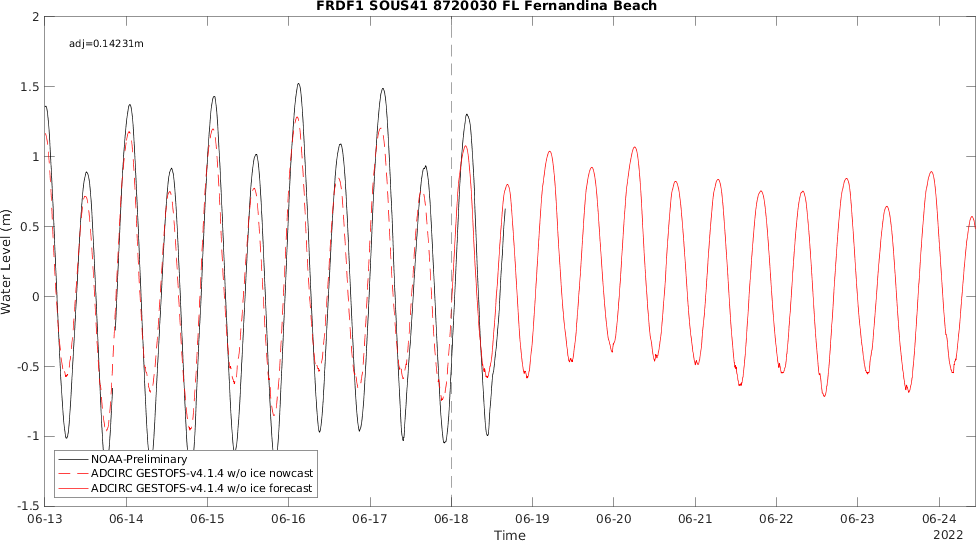 FRDF1 SOUS41 8720030 FL Fernandina Beach
adj=0.14231m
Water Level (m)
2
1.5
1
0.5
0
-0.5
-1
-1.5
NOAA-Preliminary
ADCIRC GESTOFS-v4.1.4 w/o ice nowcast
ADCIRC GESTOFS-v4.1.4 w/o ice forecast
06-13 06-14 06-15 06-16 06-17 06-18 06-19 06-20 06-21 06-22 06-23 06-24
Time
2022